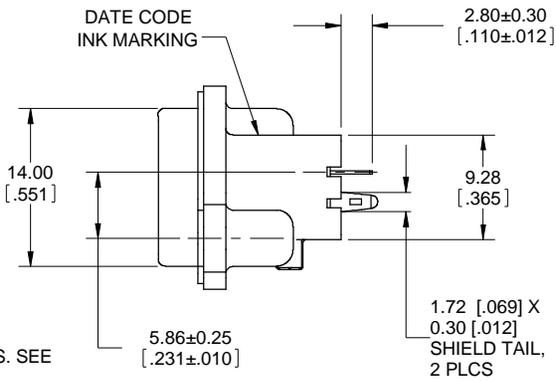 DATE CODE
INK MARKING
2.80±0.30
[.110±.012]
14.00
[.551]
9.28
[.365]
5.86±0.25
[.231±.010]
1.72 [.069] X
0.30 [.012]
SHIELD TAIL,
2 PLCS
S. SEE